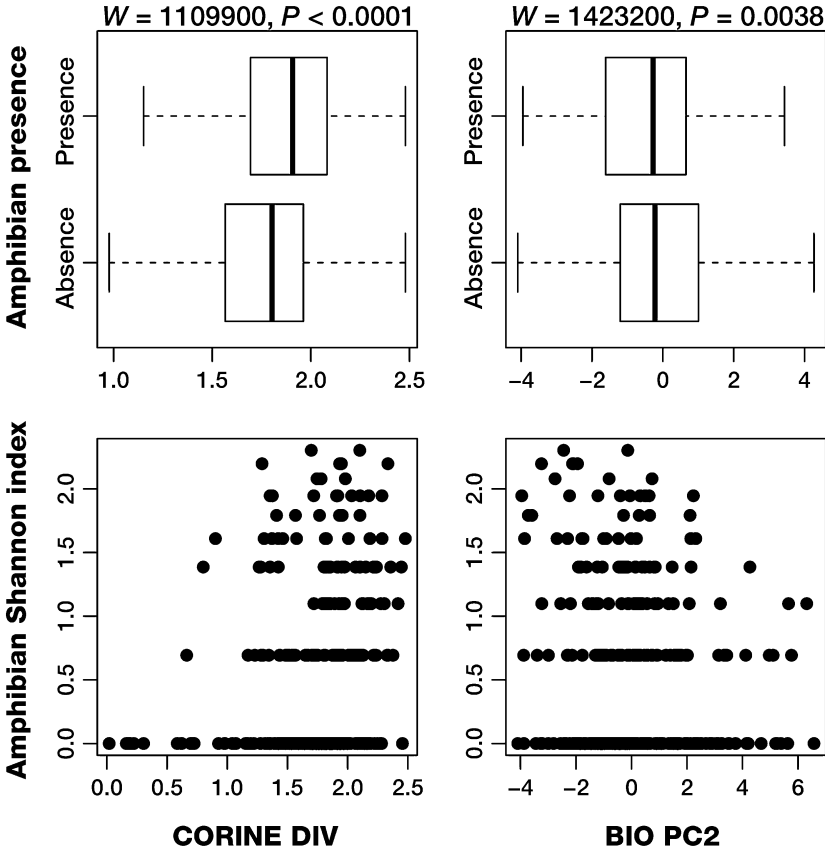 W = 1109900, P < 0.0001
W = 1423200, P = 0.0038
Amphibian presence
Presence
Absence
1.0 1.5 2.0 2.5
Presence
Absence
−4 −2 0 2 4
Amphibian Shannon index
2.0
1.5
1.0
0.5
0.0
0.0 0.5 1.0 1.5 2.0 2.5
CORINE DIV
2.0
1.5
1.0
0.5
0.0
−4 −2 0 2 4 6
BIO PC2